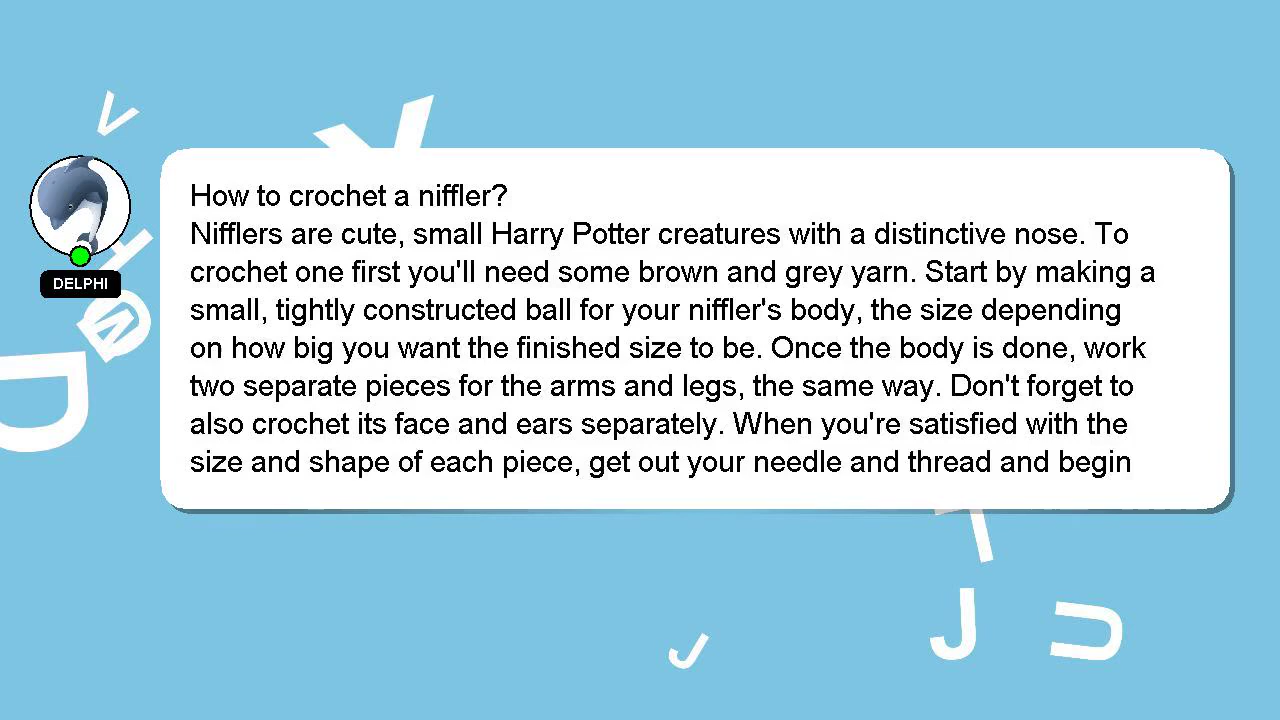 V
Y
How to crochet a niffler?
Nifflers are cute, small Harry Potter creatures with a distinctive nose. To
crochet one first you'll need some brown and grey yarn. Start by making a
small, tightly constructed ball for your niffler's body, the size depending
on how big you want the finished size to be. Once the body is done, work
two separate pieces for the arms and legs, the same way. Don't forget to
also crochet its face and ears separately. When you're satisfied with the
size and shape of each piece, get out your needle and thread and begin
DELPHI
D
J
U
J